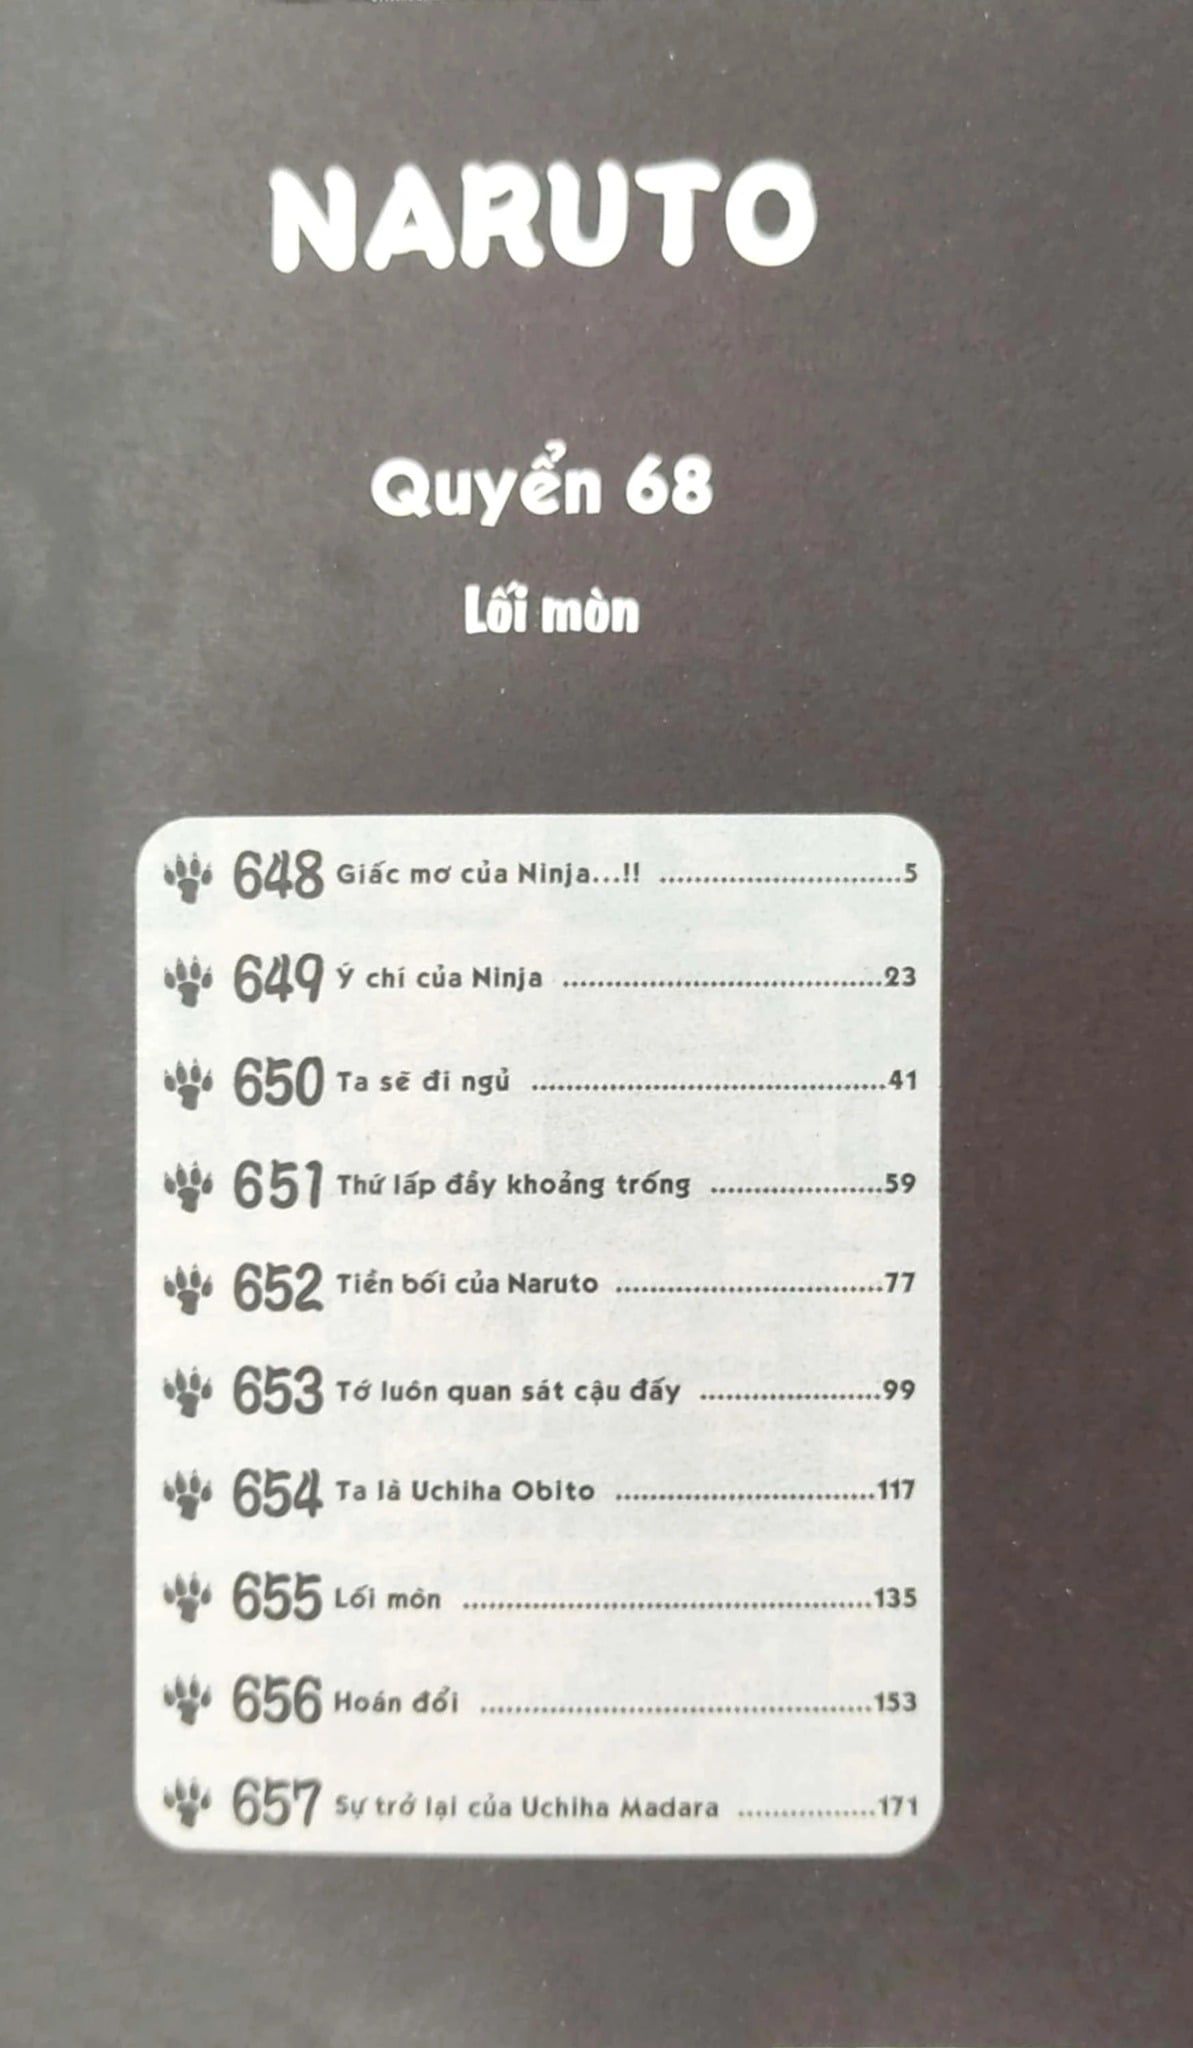 NARUTO
Quyển 68
Lối mòn
648 Giấc mơ của Ninja...!! ............................5
649 Ý chí của Ninja .....................................23
650 Ta sẽ đi ngủ .........................................41
651 Thứ lấp đầy khoảng trống ....................59
652 Tiền bối của Naruto ...............................77
653 Tớ luôn quan sát cậu đấy .....................99
654 Ta là Uchiha Obito ..............................117
655 Lối mòn ...............................................135
656 Hoán đổi .............................................153
657 Sự trở lại của Uchiha Madara ................171